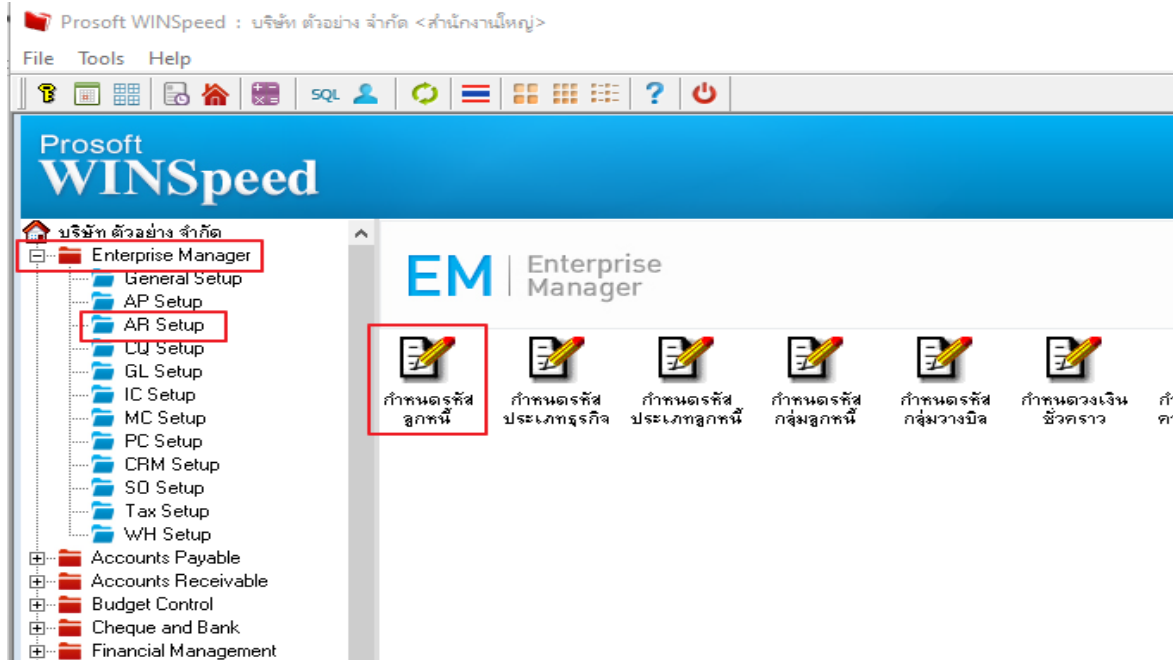 Prosoft WINSpeed : บริษัท ตัวอย่าง จำกัด <สำนักงานใหญ่>
File Tools Help
SQL ?
Prosoft
WINSpeed
บริษัท ตัวอย่าง จำกัด
Enterprise Manager
General Setup
AP Setup
AR Setup
CQ Setup
GL Setup
IC Setup
MC Setup
PC Setup
CRM Setup
SO Setup
Tax Setup
WH Setup
Accounts Payable
Accounts Receivable
Budget Control
Cheque and Bank
Financial Management
EM Enterprise
Manager
กำหนดรหัส
ลูกหนี้
กำหนดรหัส
ประเภทธุรกิจ
กำหนดรหัส
ประเภทลูกหนี้
กำหนดรหัส
กลุ่มลูกหนี้
กำหนดรหัส
กลุ่มวางบิล
กำหนดวงเงิน
ชั่วคราว